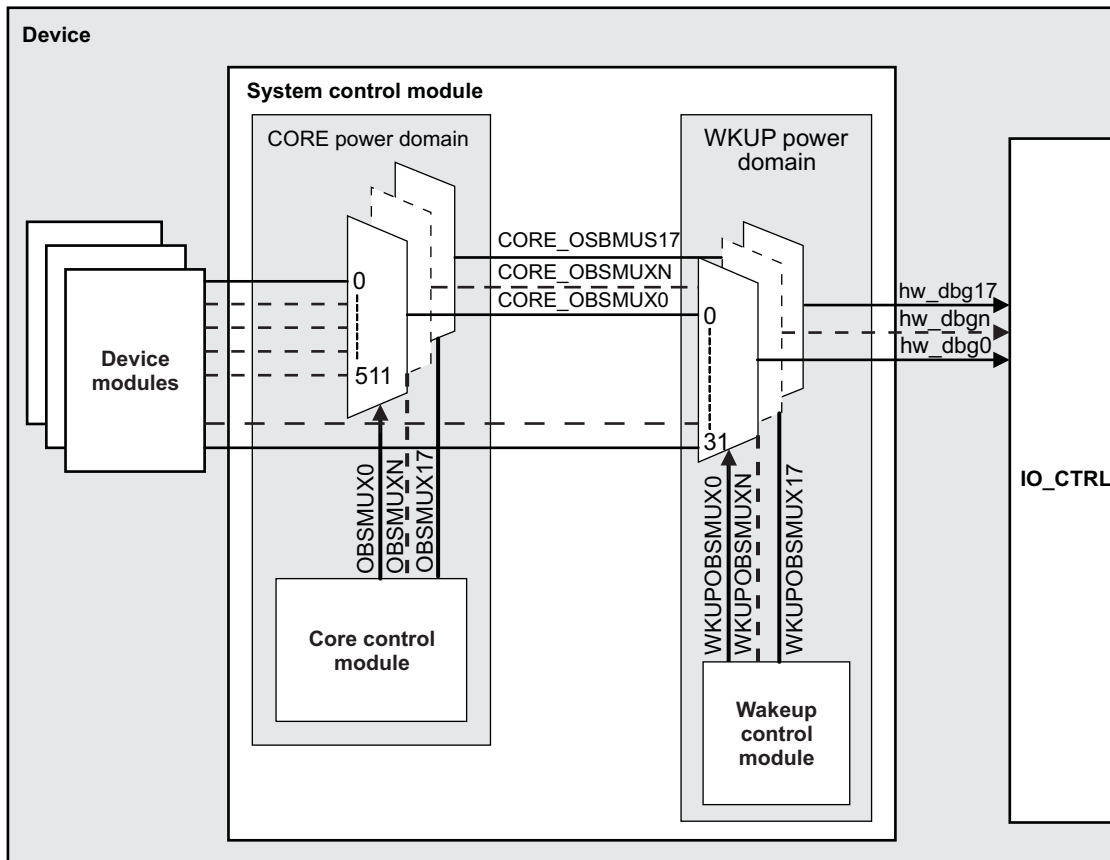 Device
System control module
CORE power domain
WKUP power
domain
CORE_OSBMUS17
CORE_OBSMUXN
CORE_OBSMUX0
0
511
0
31
hw_dbg17
hw_dbgn
hw_dbg0
Device
modules
IO_CTRL
OBSMUX0
OBSMUXN
OBSMUX17
WKUPOBSMUX0
WKUPOBSMUXN
WKUPOBSMUX17
Core control
module
Wakeup
control
module